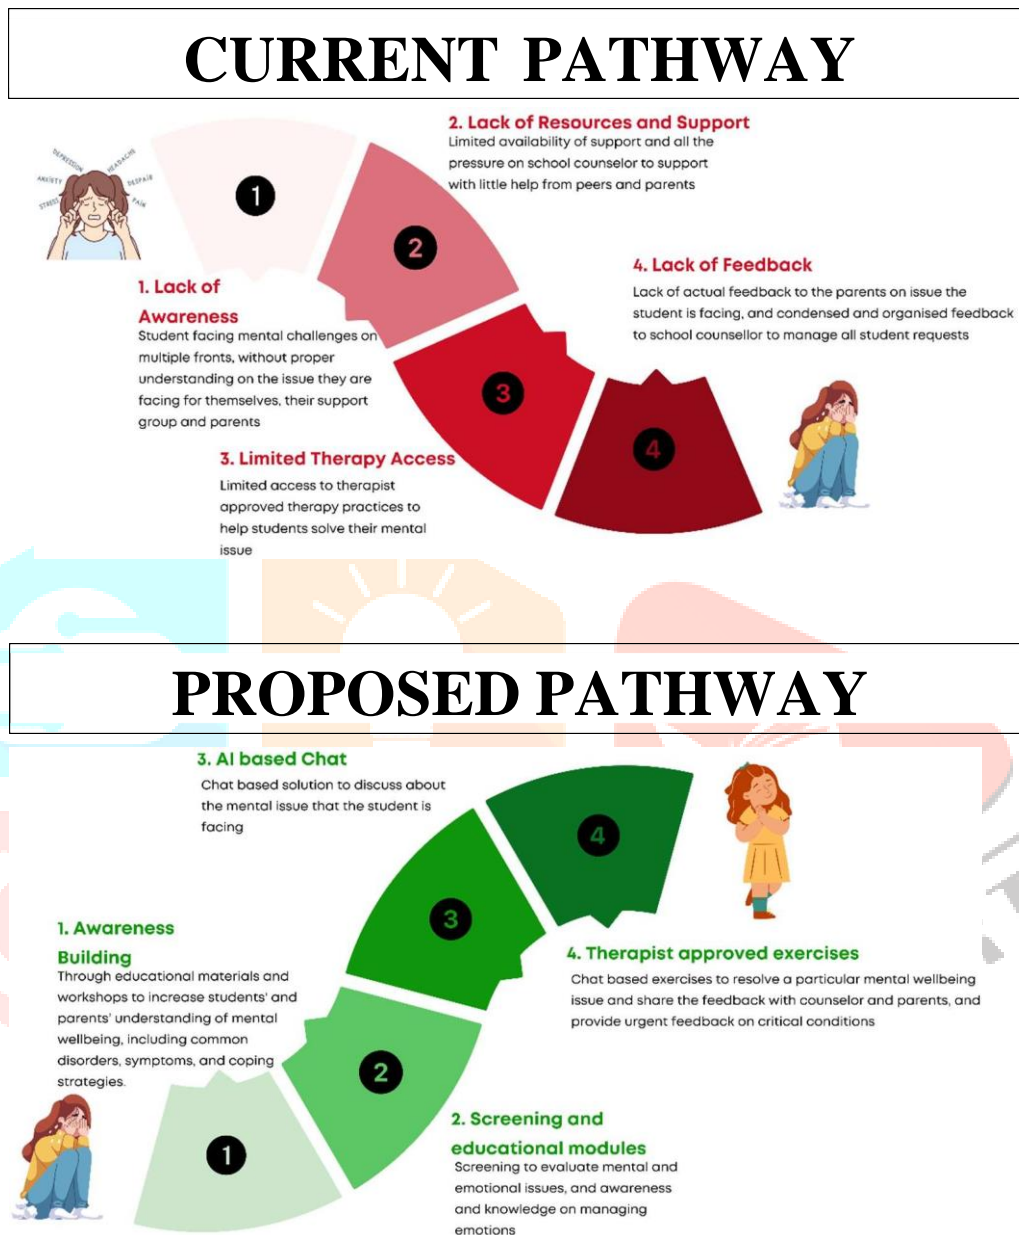 CURRENT PATHWAY
DEPRESSION
HEADACHE
ANXIETY
DESPAIR
STRESS
PAIN
1
2
3
4
2. Lack of Resources and Support
Limited availability of support and all the
pressure on school counselor to support
with little help from peers and parents
4. Lack of Feedback
Lack of actual feedback to the parents on issue the
student is facing, and condensed and organised feedback
to school counsellor to manage all student requests
1. Lack of
Awareness
Student facing mental challenges on
multiple fronts, without proper
understanding on the issue they are
facing for themselves, their support
group and parents
3. Limited Therapy Access
Limited access to therapist
approved therapy practices to
help students solve their mental
issue
PROPOSED PATHWAY
3. AI based Chat
Chat based solution to discuss about
the mental issue that the student is
facing
4
3
2
1
1. Awareness
Building
Through educational materials and
workshops to increase students' and
parents' understanding of mental
wellbeing, including common
disorders, symptoms, and coping
strategies.
4. Therapist approved exercises
Chat based exercises to resolve a particular mental wellbeing
issue and share the feedback with counselor and parents, and
provide urgent feedback on critical conditions
2. Screening and
educational modules
Screening to evaluate mental and
emotional issues, and awareness
and knowledge on managing
emotions